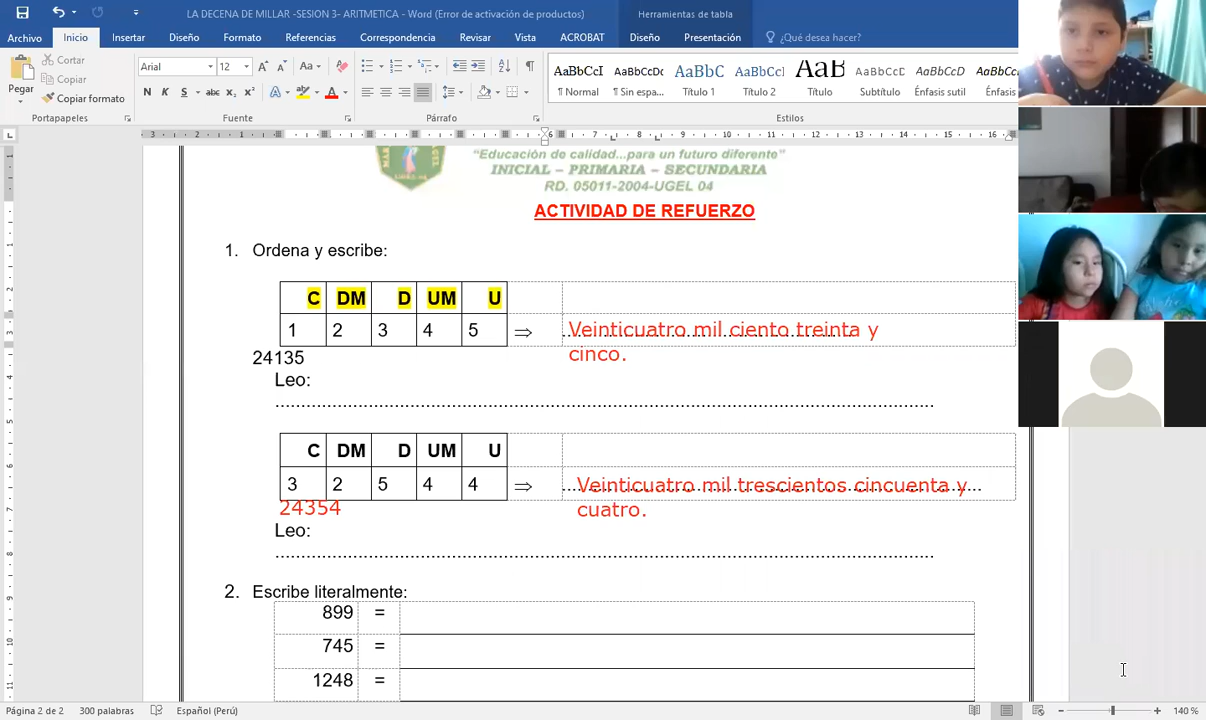 LA DECENA DE MILLAR -SESION 3- ARITMETICA - Word (Error de activación de productos)
Herramientas de tabla
Archivo Inicio Insertar Diseño Formato Referencias Correspondencia Revisar Vista ACROBAT Diseño Presentación ¿Qué desea hacer?
Pegar
Cortar
Copiar
Copiar formato
Portapapeles
Arial 12
N K S abc x₂ x²
Fuente
Párrafo
AaBbCcI AaBbCcDc AaBbC AaBbCcI AaB AaBbCcD AaBbCcD AaBbCc
¶ Normal ¶ Sin espa... Título 1 Título 2 Título Subtítulo Énfasis sutil Énfasis
Estilos
"Educación de calidad...para un futuro diferente"
INICIAL – PRIMARIA – SECUNDARIA
RD. 05011-2004-UGEL 04
ACTIVIDAD DE REFUERZO
1. Ordena y escribe:
C DM D UM U
1 2 3 4 5 ⇒ Veinticuatro mil ciento treinta y
cinco.
24135
Leo:
C DM D UM U
3 2 5 4 4 ⇒ Veinticuatro mil trescientos cincuenta y
cuatro.
24354
Leo:
2. Escribe literalmente:
899 =
745 =
1248 =
Página 2 de 2 300 palabras Español (Perú) 140 %